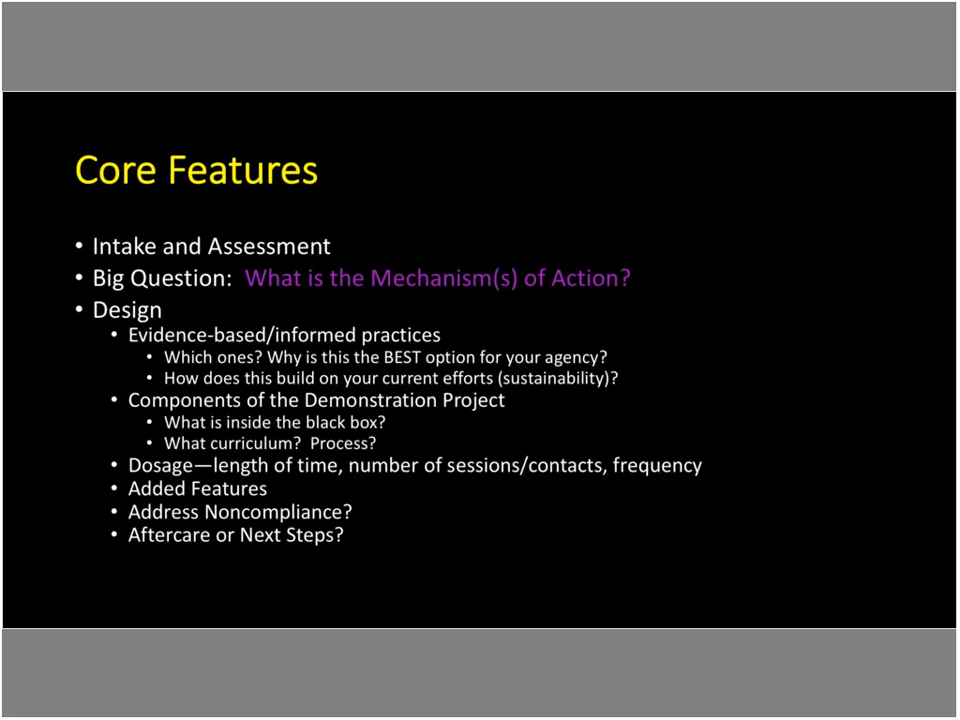 Core Features
• Intake and Assessment
• Big Question:  What is the Mechanism(s) of Action?
• Design
• Evidence-based/informed practices
• Which ones? Why is this the BEST option for your agency?
• How does this build on your current efforts (sustainability)?
• Components of the Demonstration Project
• What is inside the black box?
• What curriculum?  Process?
• Dosage—length of time, number of sessions/contacts, frequency
• Added Features
• Address Noncompliance?
• Aftercare or Next Steps?